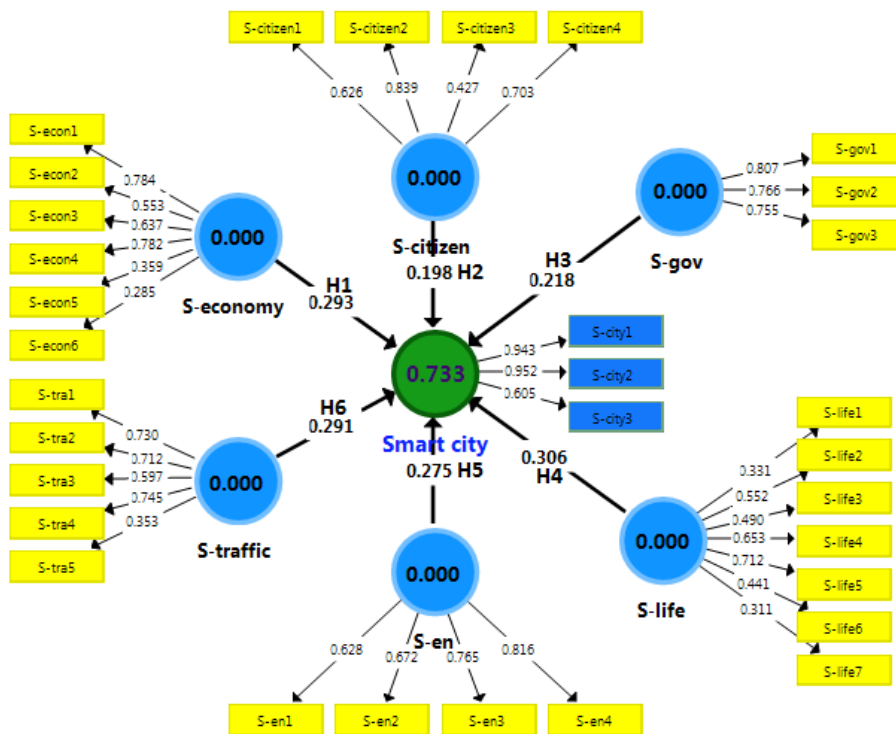 S-citizen1
S-citizen2
S-citizen3
S-citizen4
0.626
0.839
0.427
0.703
0.000
S-citizen
0.198 H2
S-econ1
S-econ2
S-econ3
S-econ4
S-econ5
S-econ6
0.784
0.553
0.637
0.782
0.359
0.285
0.000
S-economy
H1
0.293
S-gov1
S-gov2
S-gov3
0.807
0.766
0.755
0.000
S-gov
H3
0.218
0.733
Smart city
0.943
0.952
0.605
S-city1
S-city2
S-city3
S-tra1
S-tra2
S-tra3
S-tra4
S-tra5
0.730
0.712
0.597
0.745
0.353
0.000
S-traffic
H6
0.291
0.275 H5
0.000
S-en
0.628
0.672
0.765
0.816
S-en1
S-en2
S-en3
S-en4
0.306
H4
0.000
S-life
0.331
0.552
0.490
0.653
0.712
0.441
0.311
S-life1
S-life2
S-life3
S-life4
S-life5
S-life6
S-life7